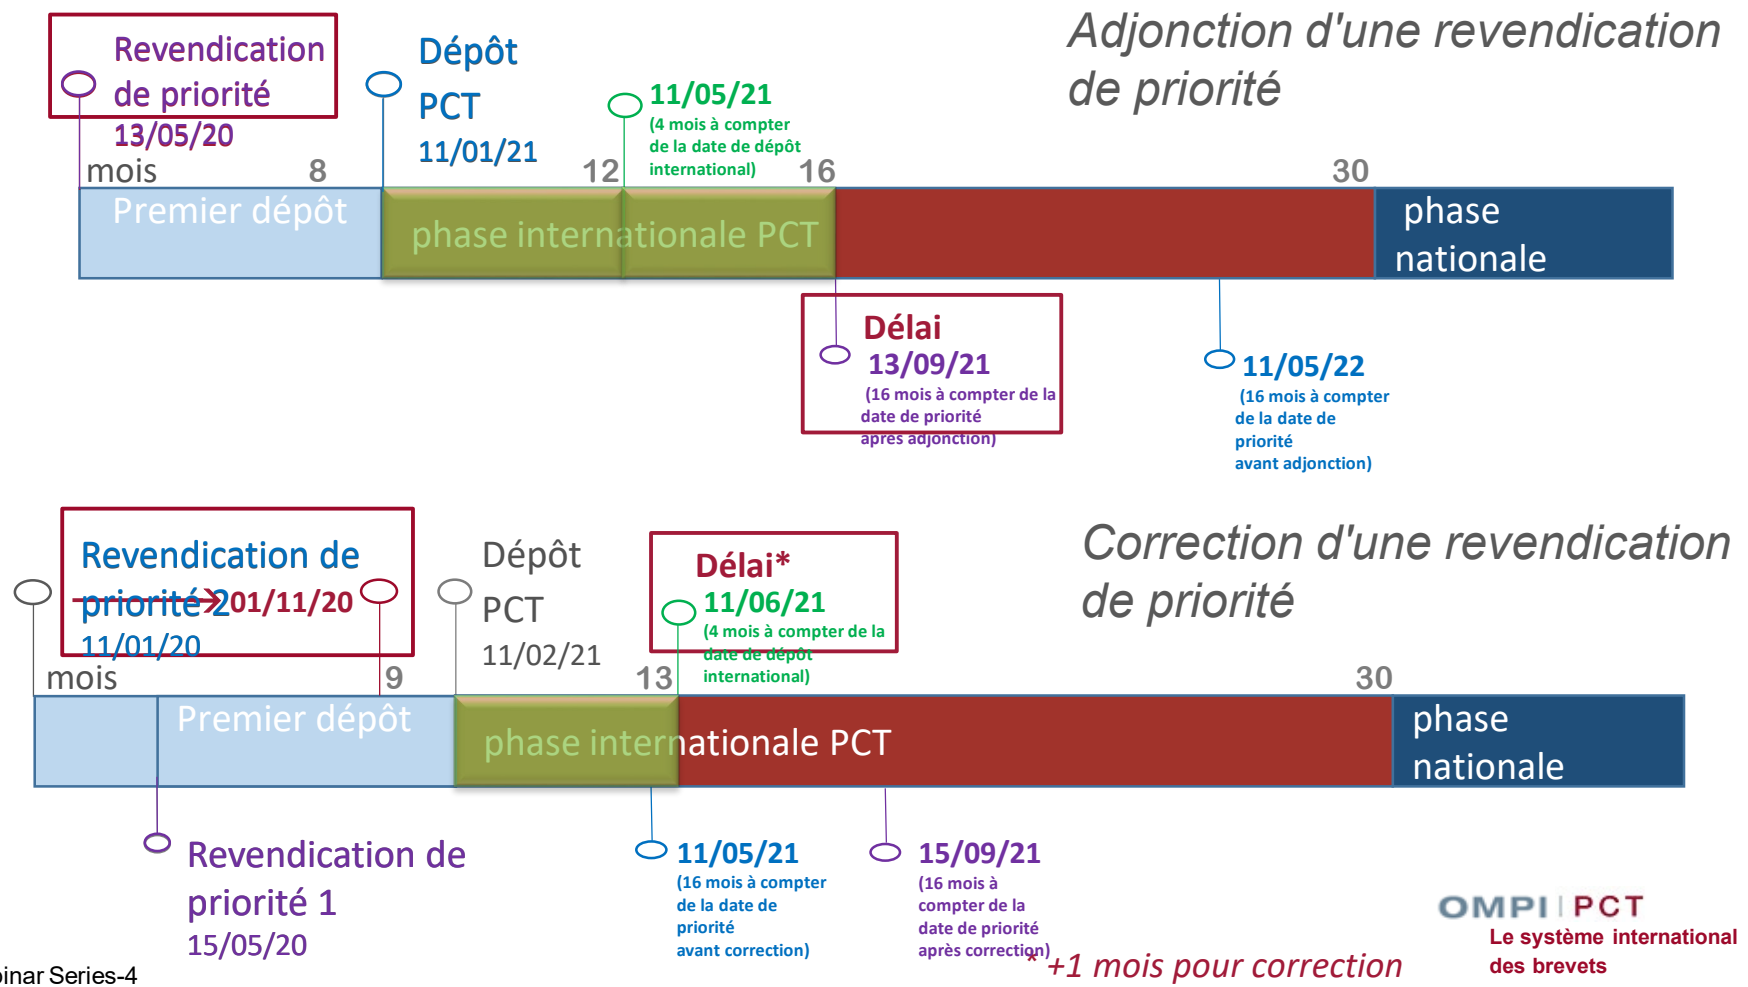 Adjonction d'une revendication
de priorité
Revendication
de priorité
13/05/20
Dépôt
PCT
11/01/21
11/05/21
(4 mois à compter
de la date de dépôt
international)
mois
8
12
16
30
Premier dépôt
phase internationale PCT
phase
nationale
Délai
13/09/21
(16 mois à compter de la
date de priorité
après adjonction)
11/05/22
(16 mois à compter
de la date de
priorité
avant adjonction)
Correction d'une revendication
de priorité
Revendication de
priorité 2
01/11/20
11/01/20
Dépôt
PCT
11/02/21
Délai*
11/06/21
(4 mois à compter de la
date de dépôt
international)
mois
9
13
30
Premier dépôt
phase internationale PCT
phase
nationale
Revendication de
priorité 1
15/05/20
11/05/21
(16 mois à compter
de la date de
priorité
avant correction)
15/09/21
(16 mois à
compter de la
date de priorité
après correction)
* +1 mois pour correction
OMPI PCT
Le système international
des brevets
inar Series-4